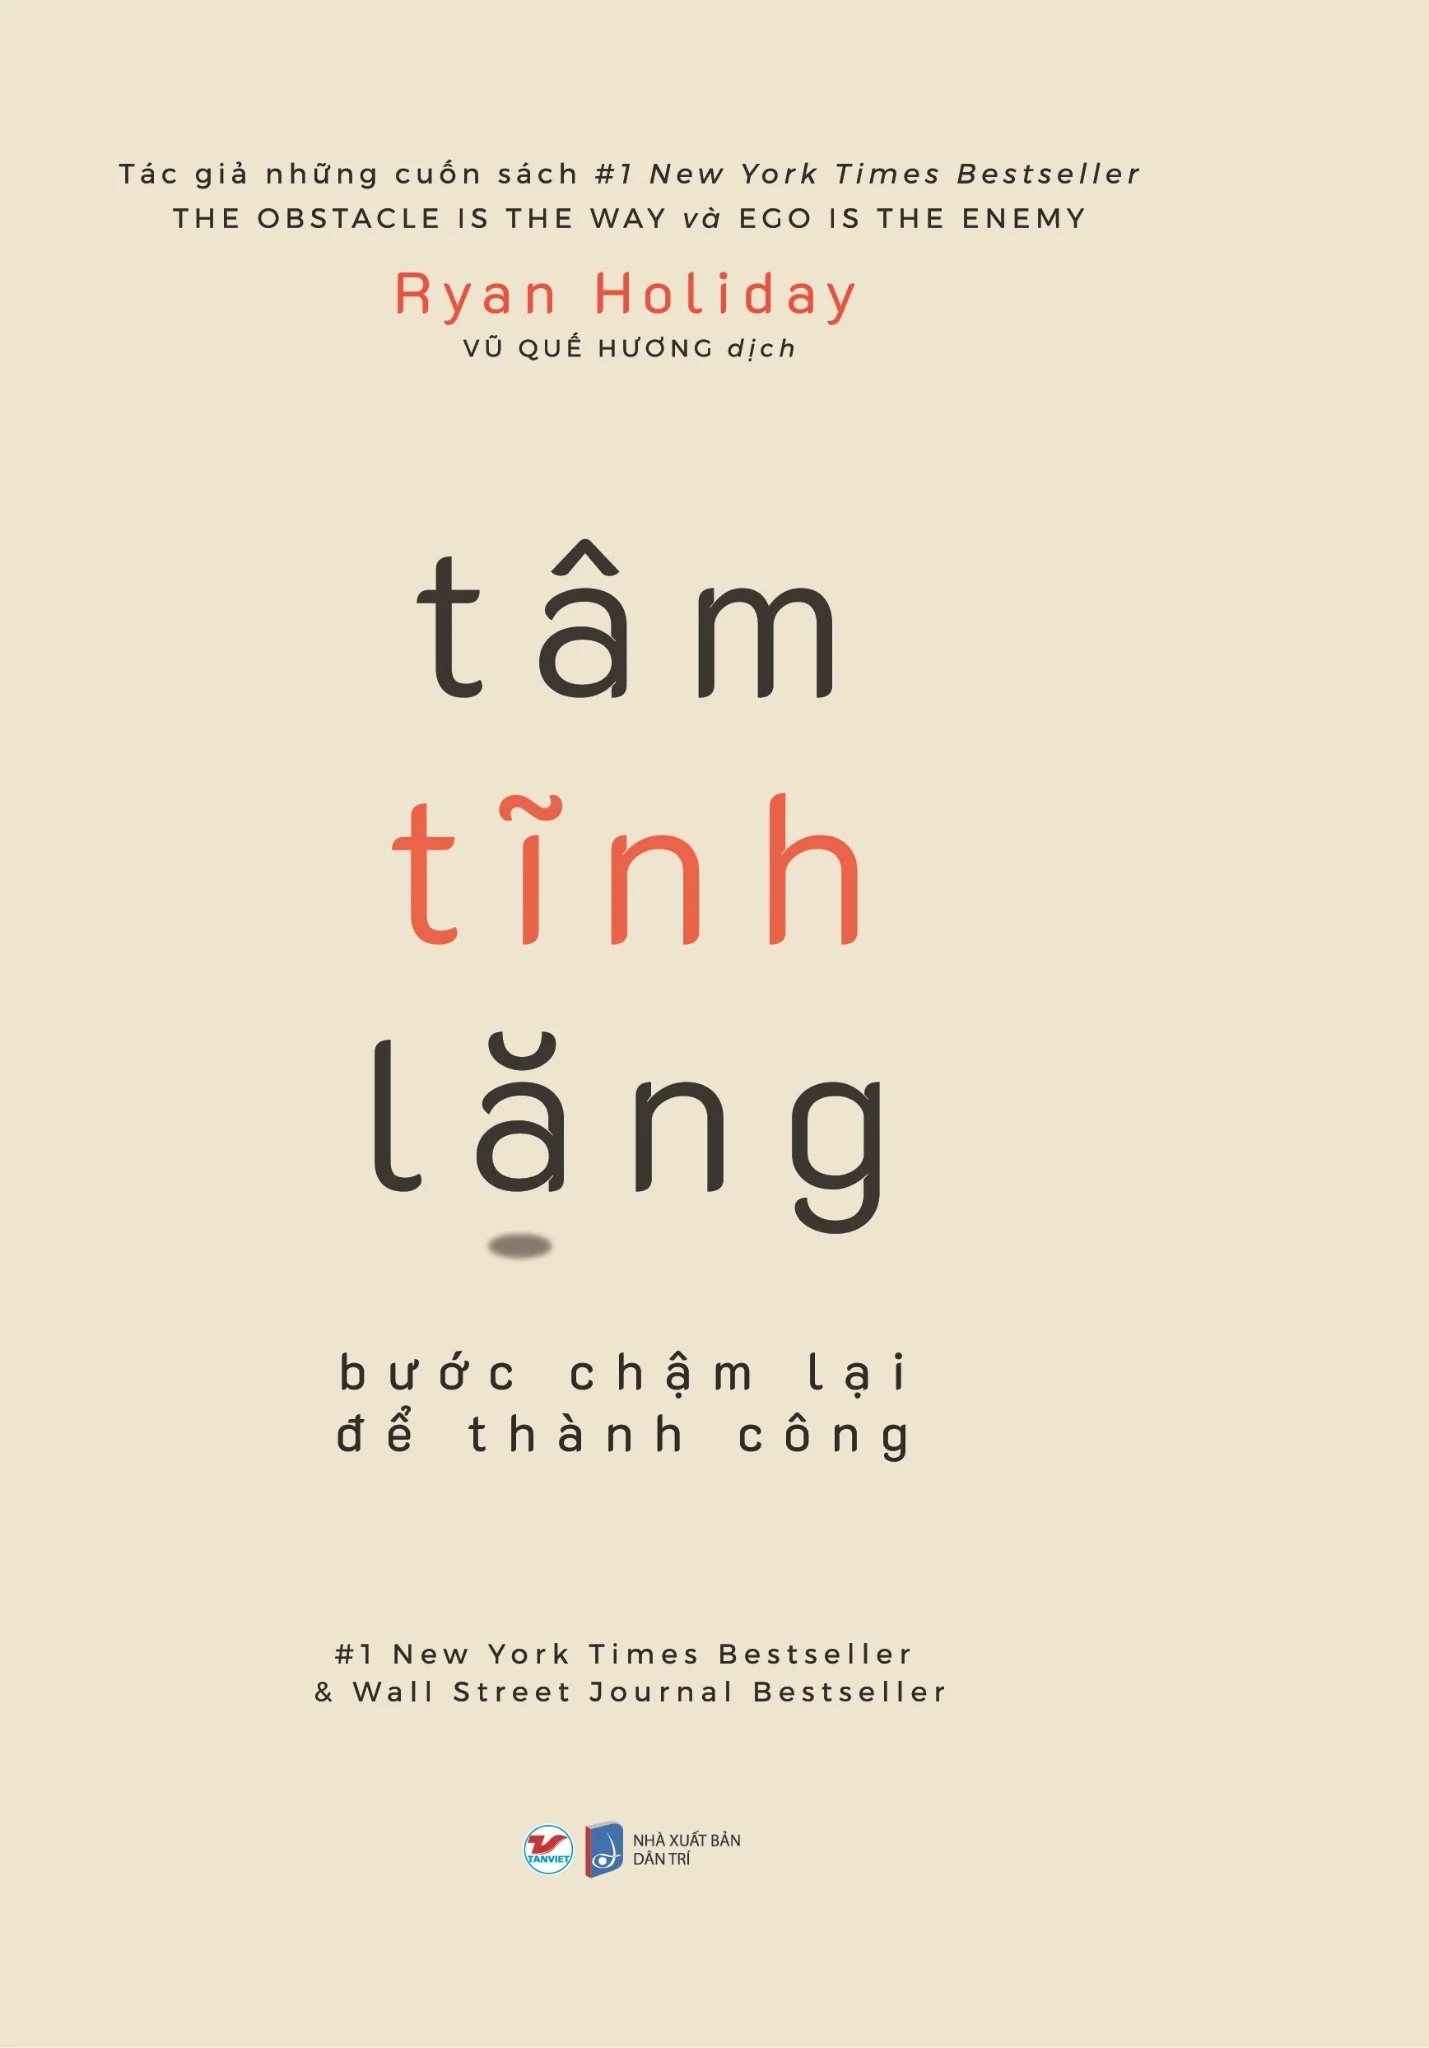 Tác giả những cuốn sách #1 New York Times Bestseller
THE OBSTACLE IS THE WAY và EGO IS THE ENEMY
Ryan Holiday
VŨ QUẾ HƯƠNG dịch
tâm
tĩnh
lặng
bước chậm lại
để thành công
#1 New York Times Bestseller
& Wall Street Journal Bestseller
TANVIET
NHÀ XUẤT BẢN
DÂN TRÍ